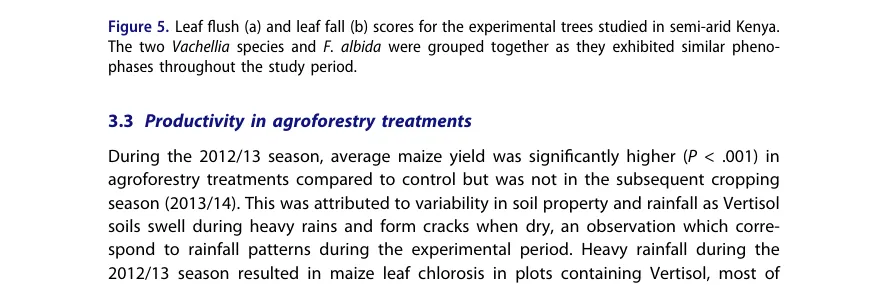 Figure 5. Leaf flush (a) and leaf fall (b) scores for the experimental trees studied in semi-arid Kenya.
The two Vachellia species and F. albida were grouped together as they exhibited similar pheno-
phases throughout the study period.
3.3 Productivity in agroforestry treatments
During the 2012/13 season, average maize yield was significantly higher (P < .001) in
agroforestry treatments compared to control but was not in the subsequent cropping
season (2013/14). This was attributed to variability in soil property and rainfall as Vertisol
soils swell during heavy rains and form cracks when dry, an observation which corre-
spond to rainfall patterns during the experimental period. Heavy rainfall during the
2012/13 season resulted in maize leaf chlorosis in plots containing Vertisol, most of